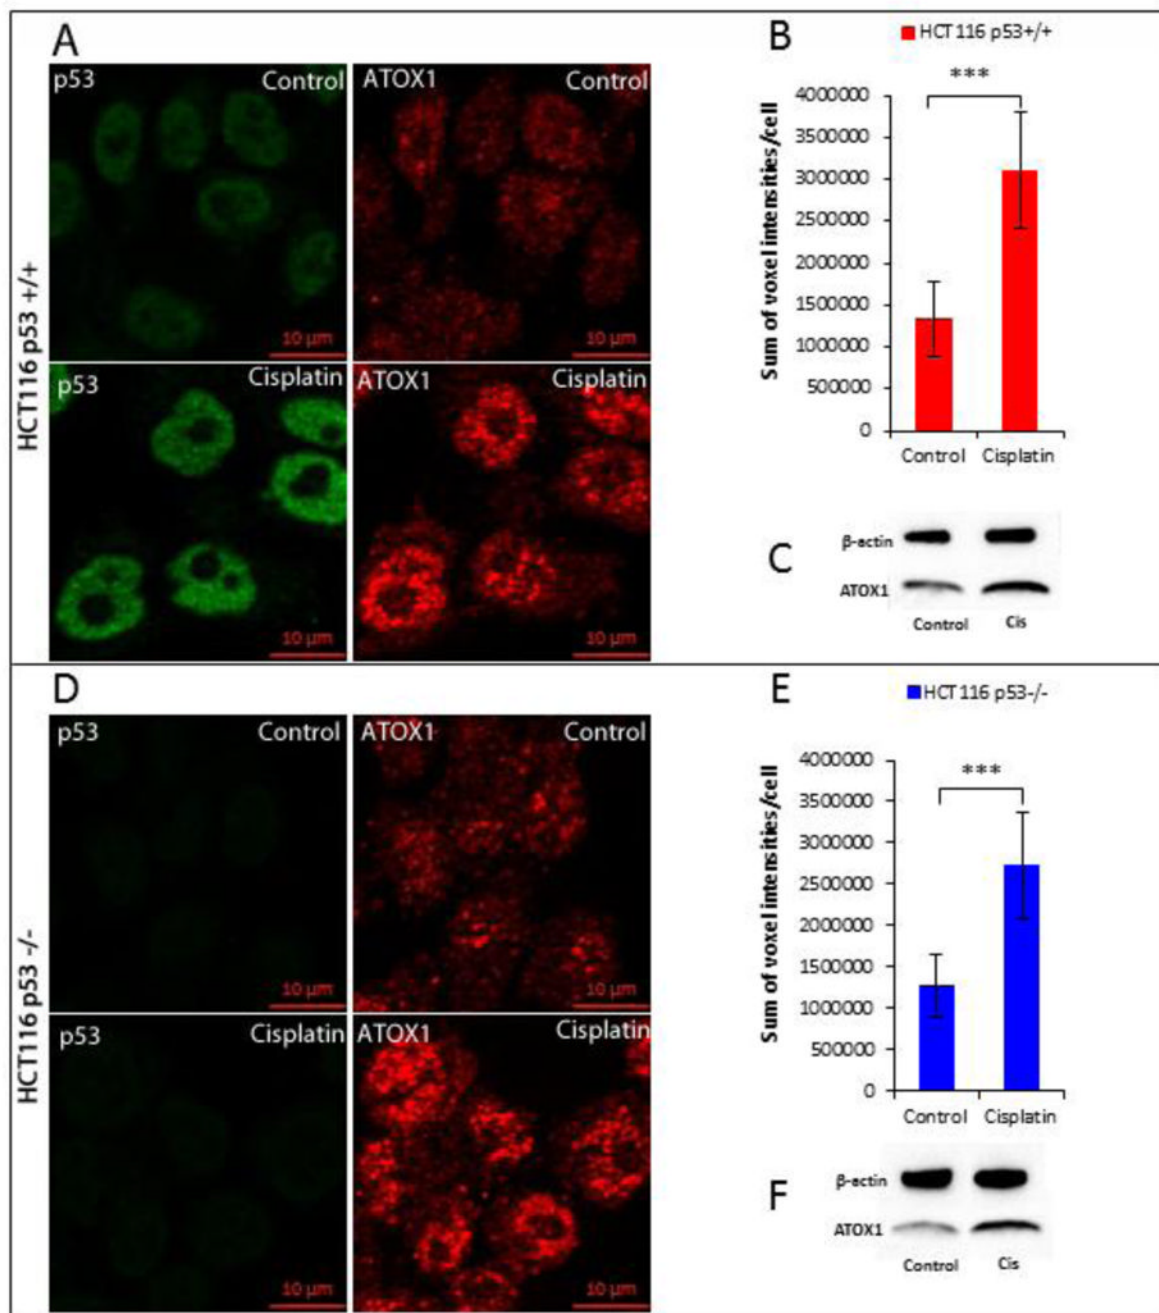 A
HCT116 p53 +/+
p53 Control
10 µm
ATOX1 Control
10 µm
p53 Cisplatin
10 µm
ATOX1 Cisplatin
10 µm
B
HCT116 p53+/+
***
Sum of voxel intensities/cell
4000000
3500000
3000000
2500000
2000000
1500000
1000000
500000
0
Control Cisplatin
C
β-actin
ATOX1
Control Cis
D
HCT116 p53 -/-
p53 Control
10 µm
ATOX1 Control
10 µm
p53 Cisplatin
10 µm
ATOX1 Cisplatin
10 µm
E
HCT116 p53-/-
***
Sum of voxel intensities/cell
4000000
3500000
3000000
2500000
2000000
1500000
1000000
500000
0
Control Cisplatin
F
β-actin
ATOX1
Control Cis